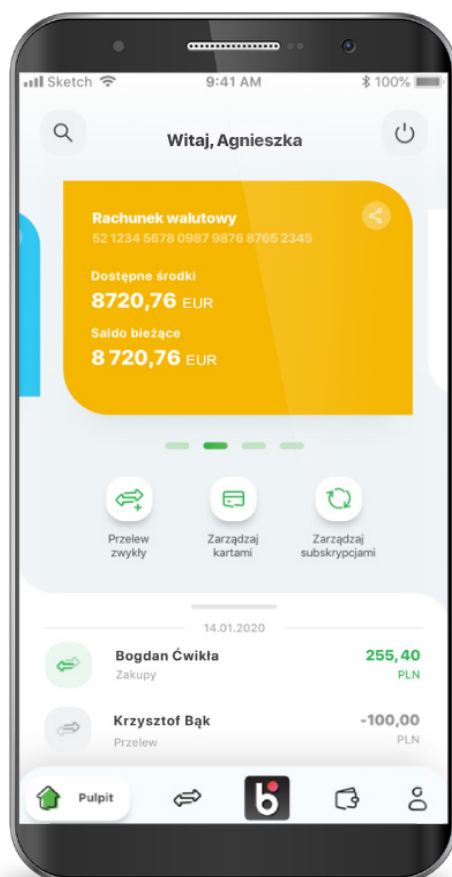 Sketch 9:41 AM 100%
Witaj, Agnieszka
Rachunek walutowy
52 1234 5678 0987 9876 8765 2345
Dostępne środki
8720,76 EUR
Saldo bieżące
8 720,76 EUR
Przelew zwykły
Zarządzaj kartami
Zarządzaj subskrypcjami
14.01.2020
Bogdan Ćwikła 255,40
Zakupy PLN
Krzysztof Bąk -100,00
Przelew PLN
Pulpit b